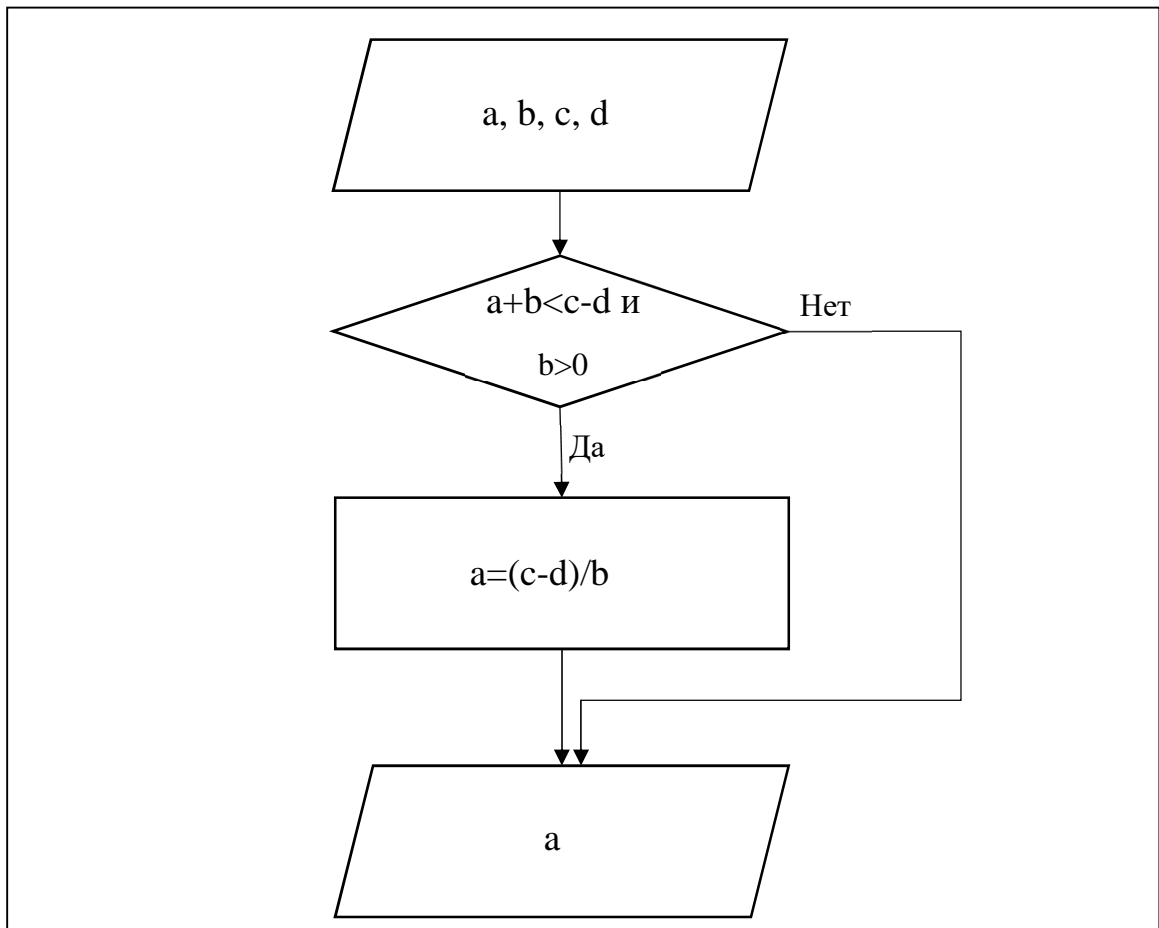 a, b, c, d
a+b<c-d и
b>0
Нет
Да
a=(c-d)/b
a